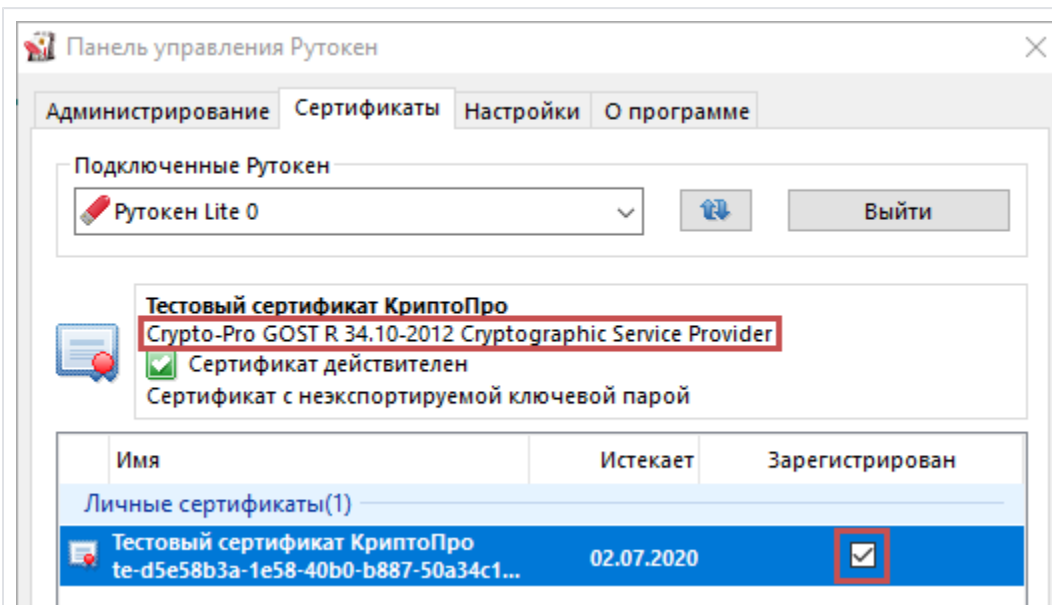 Панель управления Рутокен
Администрирование Сертификаты Настройки О программе
Подключенные Рутокен
Рутокен Lite 0 Выйти
Тестовый сертификат КриптоПро
Crypto-Pro GOST R 34.10-2012 Cryptographic Service Provider
Сертификат действителен
Сертификат с неэкспортируемой ключевой парой
Имя Истекает Зарегистрирован
Личные сертификаты(1)
Тестовый сертификат КриптоПро
te-d5e58b3a-1e58-40b0-b887-50a34c1... 02.07.2020